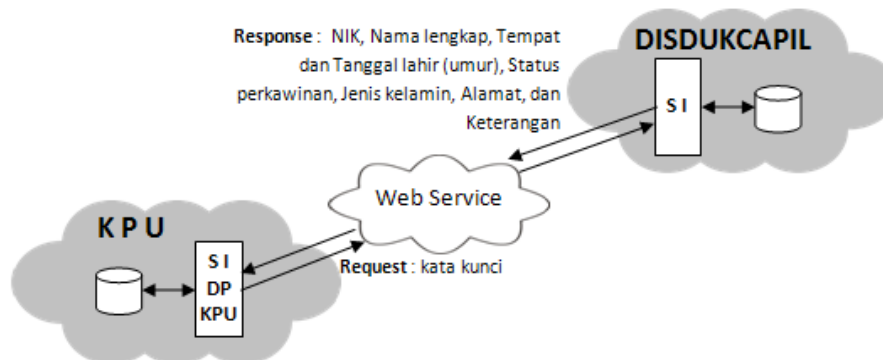 Response : NIK, Nama lengkap, Tempat
dan Tanggal lahir (umur), Status
perkawinan, Jenis kelamin, Alamat, dan
Keterangan
DISDUKCAPIL
S I
Web Service
K P U
S I
DP
KPU
Request : kata kunci